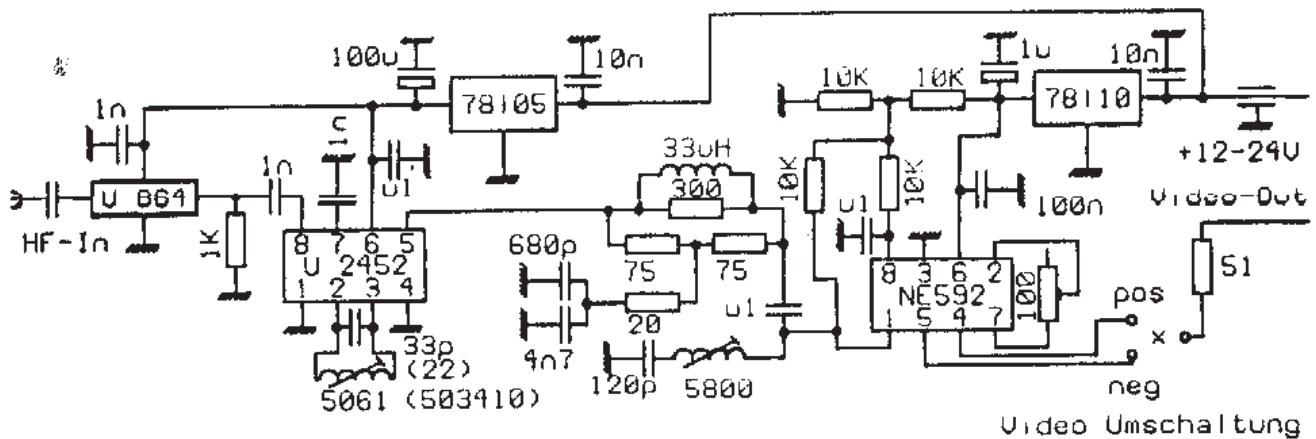 100u
10n
1u
10n
10K
10K
78L05
78L10
1n
1n
33uH
+12-24V
1n
u1
300
10K
10K
100n
Video-Out
U 864
HF-In
1K
8 7 6 5
U 2452
1 2 3 4
680p
75
75
u1
8 3 6 2
NE592
1 5 4 7
100
51
pos
20
u1
x
33p
(22)
4n7
120p
5800
5061 (503410)
neg
Video Umschaltung